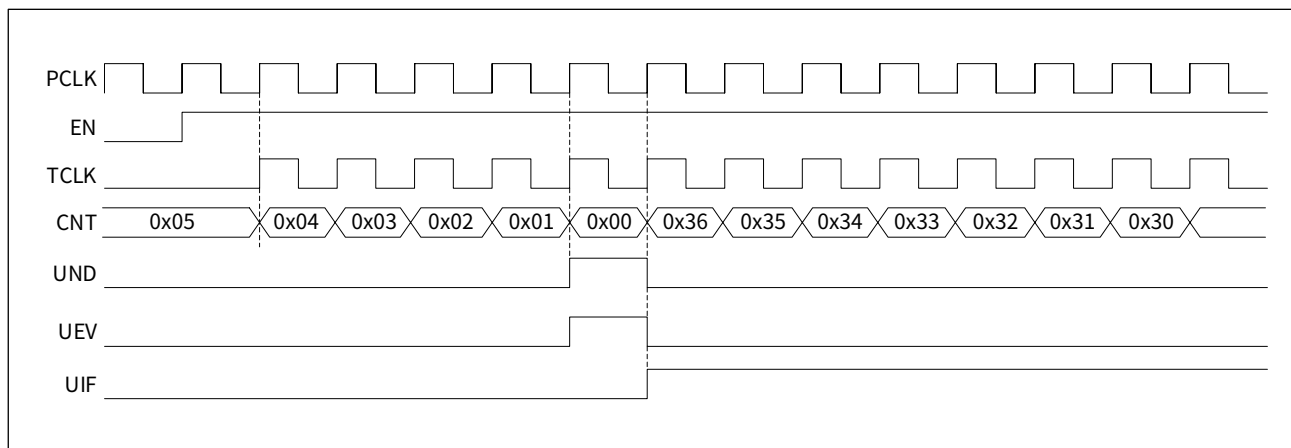 PCLK
EN
TCLK
CNT 0x05 0x04 0x03 0x02 0x01 0x00 0x36 0x35 0x34 0x33 0x32 0x31 0x30
UND
UEV
UIF